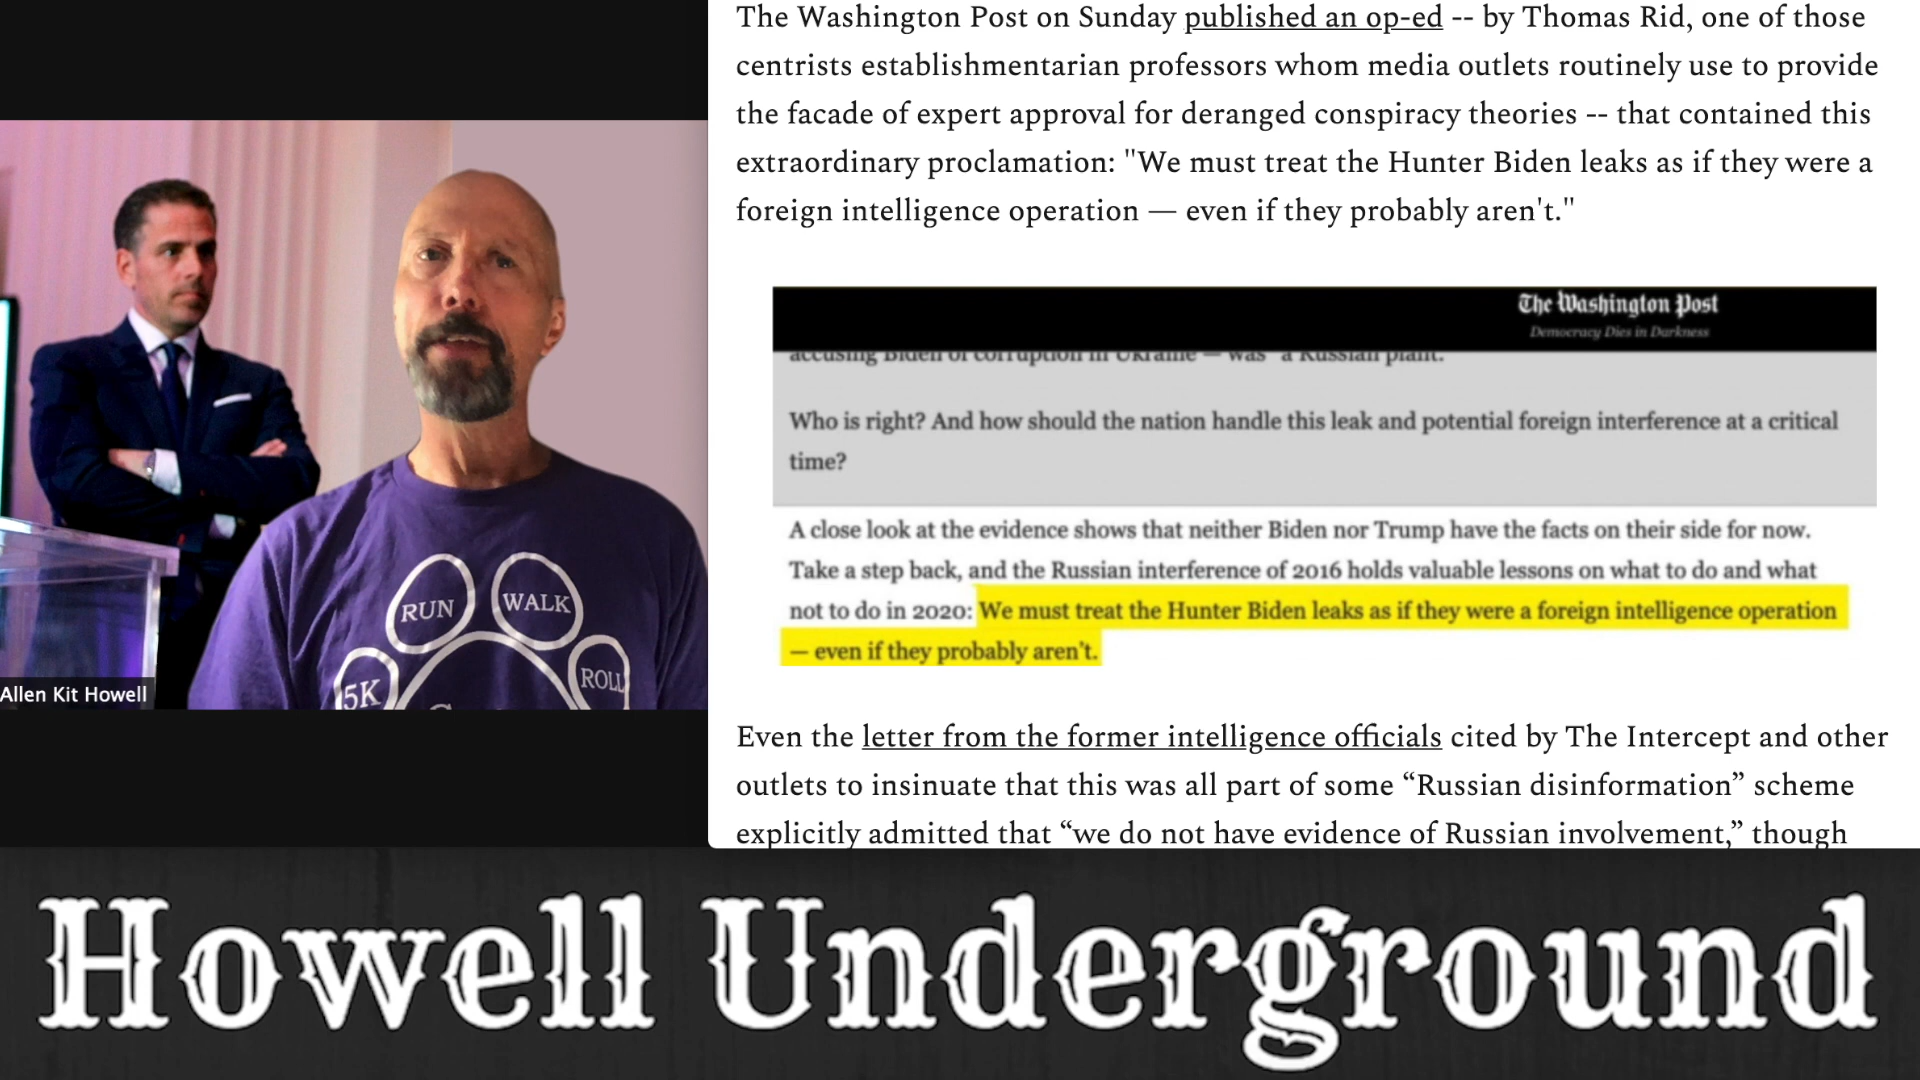 The Washington Post on Sunday published an op-ed -- by Thomas Rid, one of those
centrists establishmentarian professors whom media outlets routinely use to provide
the facade of expert approval for deranged conspiracy theories -- that contained this
extraordinary proclamation: "We must treat the Hunter Biden leaks as if they were a
foreign intelligence operation — even if they probably aren't."
The Washington Post
Democracy Dies in Darkness
accusing Biden of corruption in Ukraine — was "a Russian plant."
Who is right? And how should the nation handle this leak and potential foreign interference at a critical
time?
A close look at the evidence shows that neither Biden nor Trump have the facts on their side for now.
Take a step back, and the Russian interference of 2016 holds valuable lessons on what to do and what
not to do in 2020: We must treat the Hunter Biden leaks as if they were a foreign intelligence operation
— even if they probably aren't.
Even the letter from the former intelligence officials cited by The Intercept and other
outlets to insinuate that this was all part of some “Russian disinformation” scheme
explicitly admitted that “we do not have evidence of Russian involvement,” though
RUN
WALK
5K
ROLL
Allen Kit Howell
Howell Underground